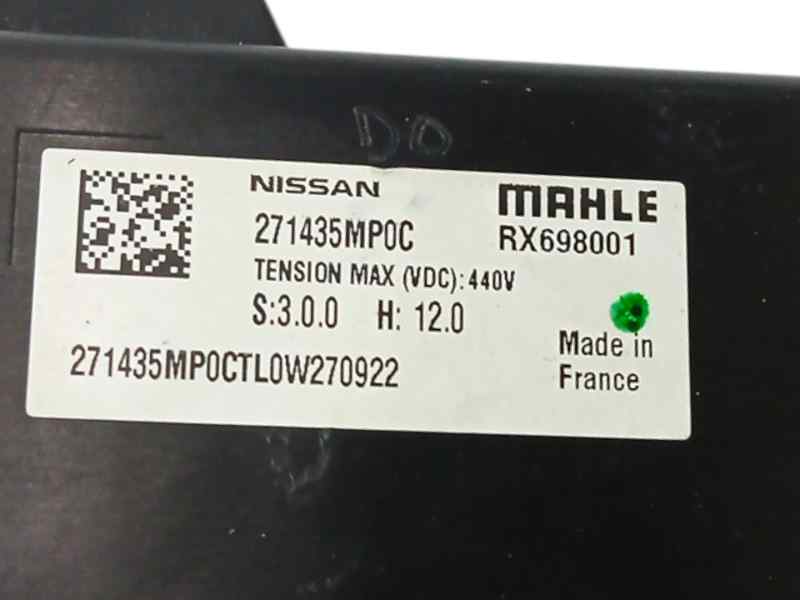 DO
NISSAN
MAHLE
271435MP0C
RX698001
TENSION MAX (VDC): 440V
S:3.0.0 H: 12.0
Made in
France
271435MP0CTL0W270922